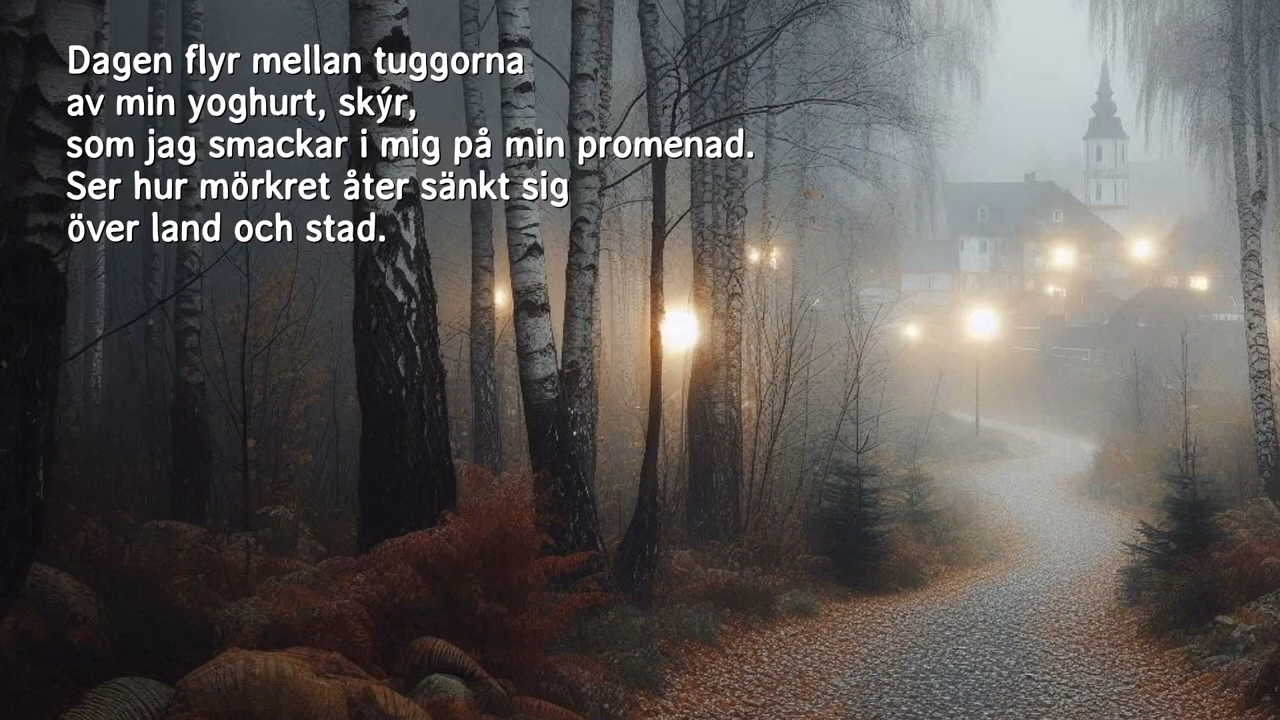 Dagen flyr mellan tuggorna
av min yoghurt, skýr,
som jag smackar i mig på min promenad.
Ser hur mörkret åter sänkt sig
över land och stad.